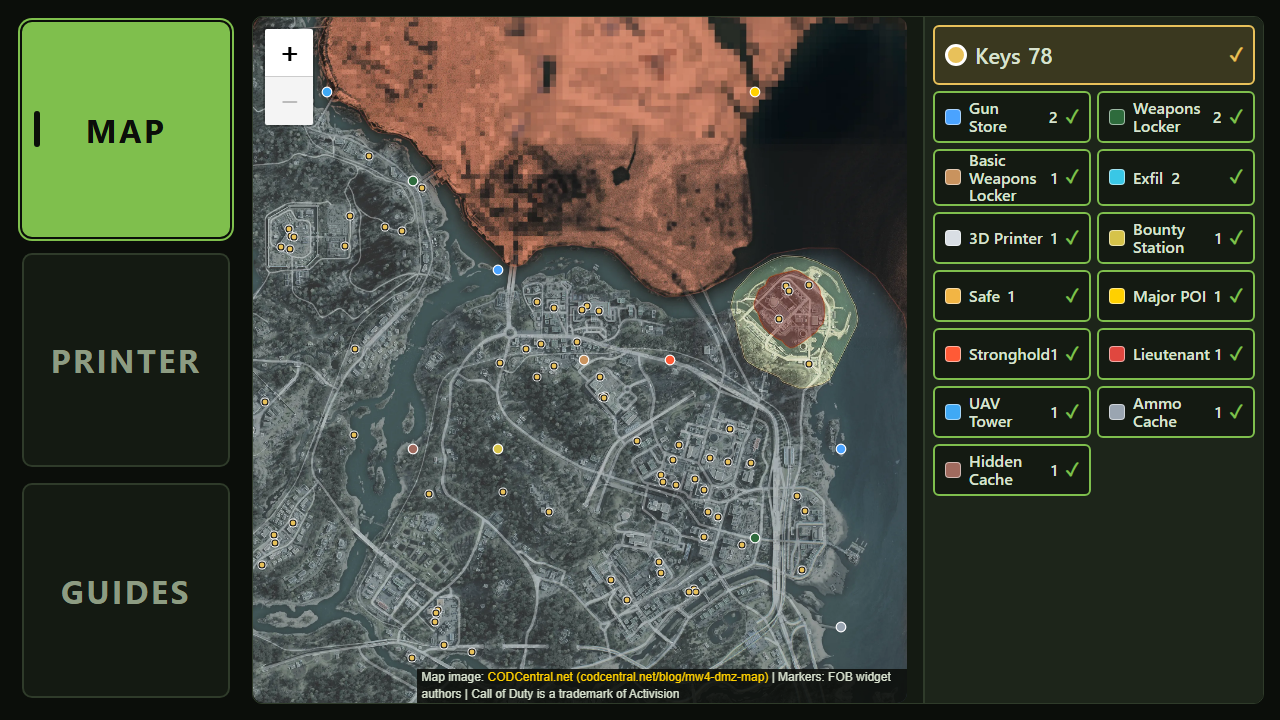 MAP
PRINTER
GUIDES
+
−
Map image: CODCentral.net (codcentral.net/blog/mw4-dmz-map) | Markers: FOB widget
authors | Call of Duty is a trademark of Activision
Keys 78 ✓
Gun
Store 2 ✓
Weapons
Locker 2 ✓
Basic
Weapons
Locker 1 ✓
Exfil 2 ✓
3D Printer 1 ✓
Bounty
Station 1 ✓
Safe 1 ✓
Major POI 1 ✓
Stronghold1 ✓
Lieutenant 1 ✓
UAV
Tower 1 ✓
Ammo
Cache 1 ✓
Hidden
Cache 1 ✓